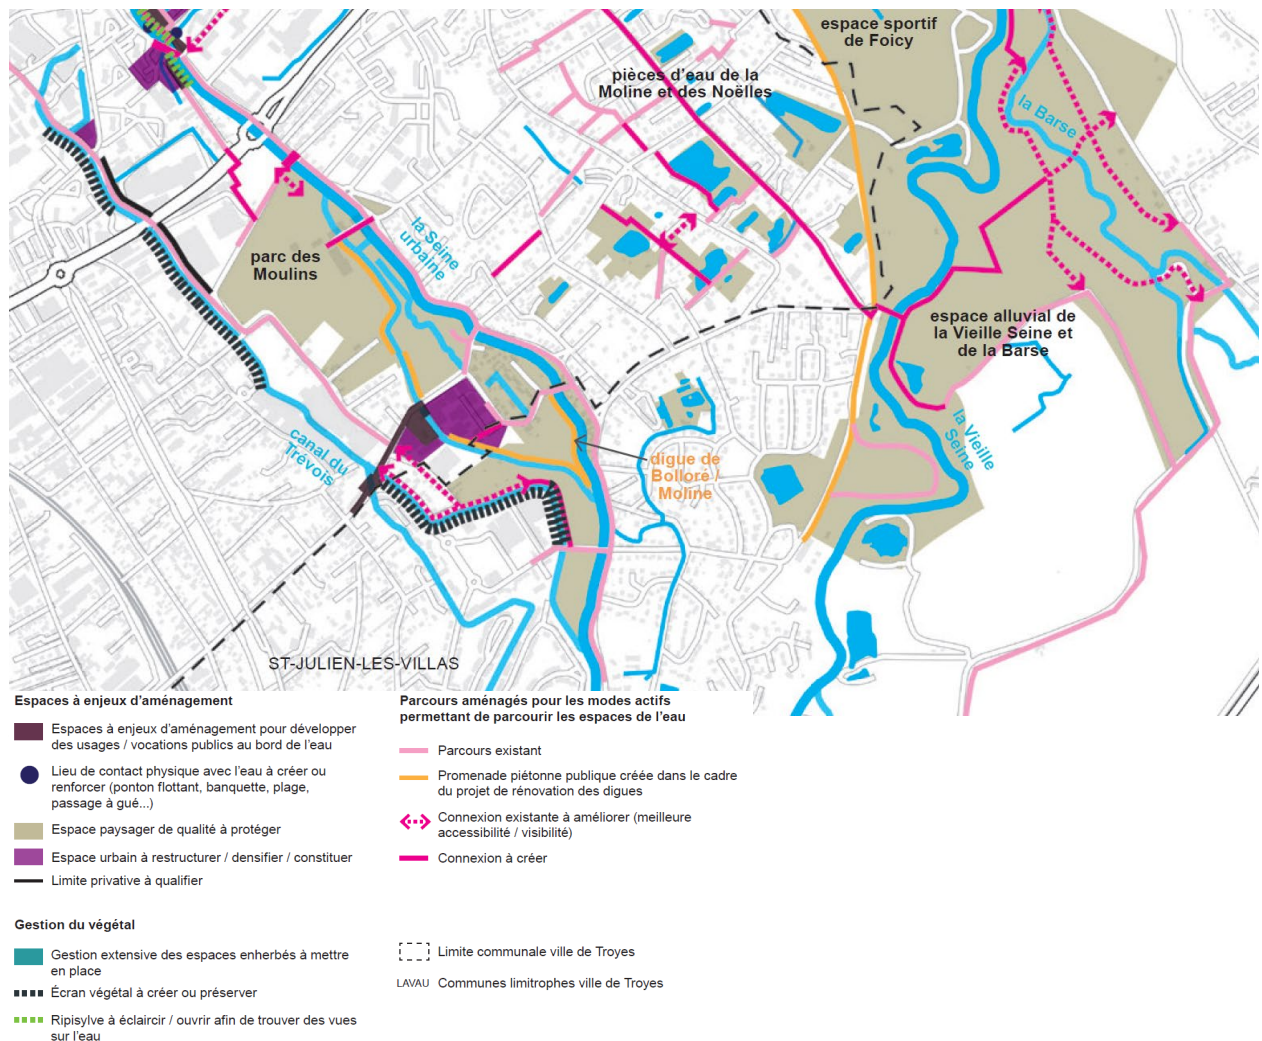 espace sportif
de Foicy
pièces d'eau de la
Moline et des Noëlles
la Barse
la Seine
urbaine
parc des
Moulins
espace alluvial de
la Vieille Seine et
de la Barse
la Vieille
Seine
canal du
Trévois
digue de
Bolloré /
Moline
ST-JULIEN-LES-VILLAS
Espaces à enjeux d'aménagement
Espaces à enjeux d'aménagement pour développer
des usages / vocations publics au bord de l'eau
Lieu de contact physique avec l'eau à créer ou
renforcer (ponton flottant, banquette, plage,
passage à gué...)
Espace paysager de qualité à protéger
Espace urbain à restructurer / densifier / constituer
Limite privative à qualifier
Gestion du végétal
Gestion extensive des espaces enherbés à mettre
en place
Écran végétal à créer ou préserver
Ripisylve à éclaircir / ouvrir afin de trouver des vues
sur l'eau
Parcours aménagés pour les modes actifs
permettant de parcourir les espaces de l'eau
Parcours existant
Promenade piétonne publique créée dans le cadre
du projet de rénovation des digues
Connexion existante à améliorer (meilleure
accessibilité / visibilité)
Connexion à créer
Limite communale ville de Troyes
LAVAU Communes limitrophes ville de Troyes